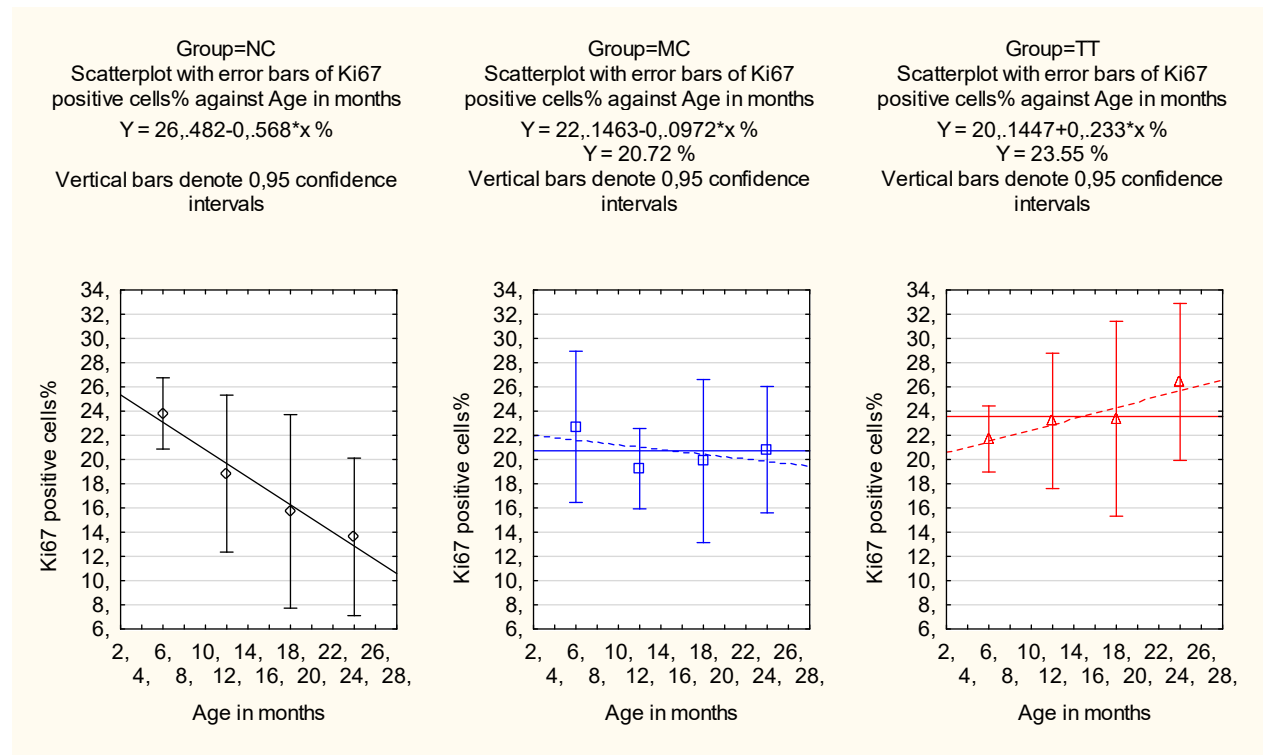 Group=NC
Scatterplot with error bars of Ki67
positive cells% against Age in months
Y = 26,.482-0,.568*x %
Vertical bars denote 0,95 confidence
intervals
34,
32,
30,
28,
26,
24,
22,
20,
18,
16,
14,
12,
10,
8,
6,
Ki67 positive cells%
2, 6, 10, 14, 18, 22, 26,
4, 8, 12, 16, 20, 24, 28,
Age in months
Group=MC
Scatterplot with error bars of Ki67
positive cells% against Age in months
Y = 22,.1463-0,.0972*x %
Y = 20.72 %
Vertical bars denote 0,95 confidence
intervals
34,
32,
30,
28,
26,
24,
22,
20,
18,
16,
14,
12,
10,
8,
6,
Ki67 positive cells%
2, 6, 10, 14, 18, 22, 26,
4, 8, 12, 16, 20, 24, 28,
Age in months
Group=TT
Scatterplot with error bars of Ki67
positive cells% against Age in months
Y = 20,.1447+0,.233*x %
Y = 23.55 %
Vertical bars denote 0,95 confidence
intervals
34,
32,
30,
28,
26,
24,
22,
20,
18,
16,
14,
12,
10,
8,
6,
Ki67 positive cells%
2, 6, 10, 14, 18, 22, 26,
4, 8, 12, 16, 20, 24, 28,
Age in months